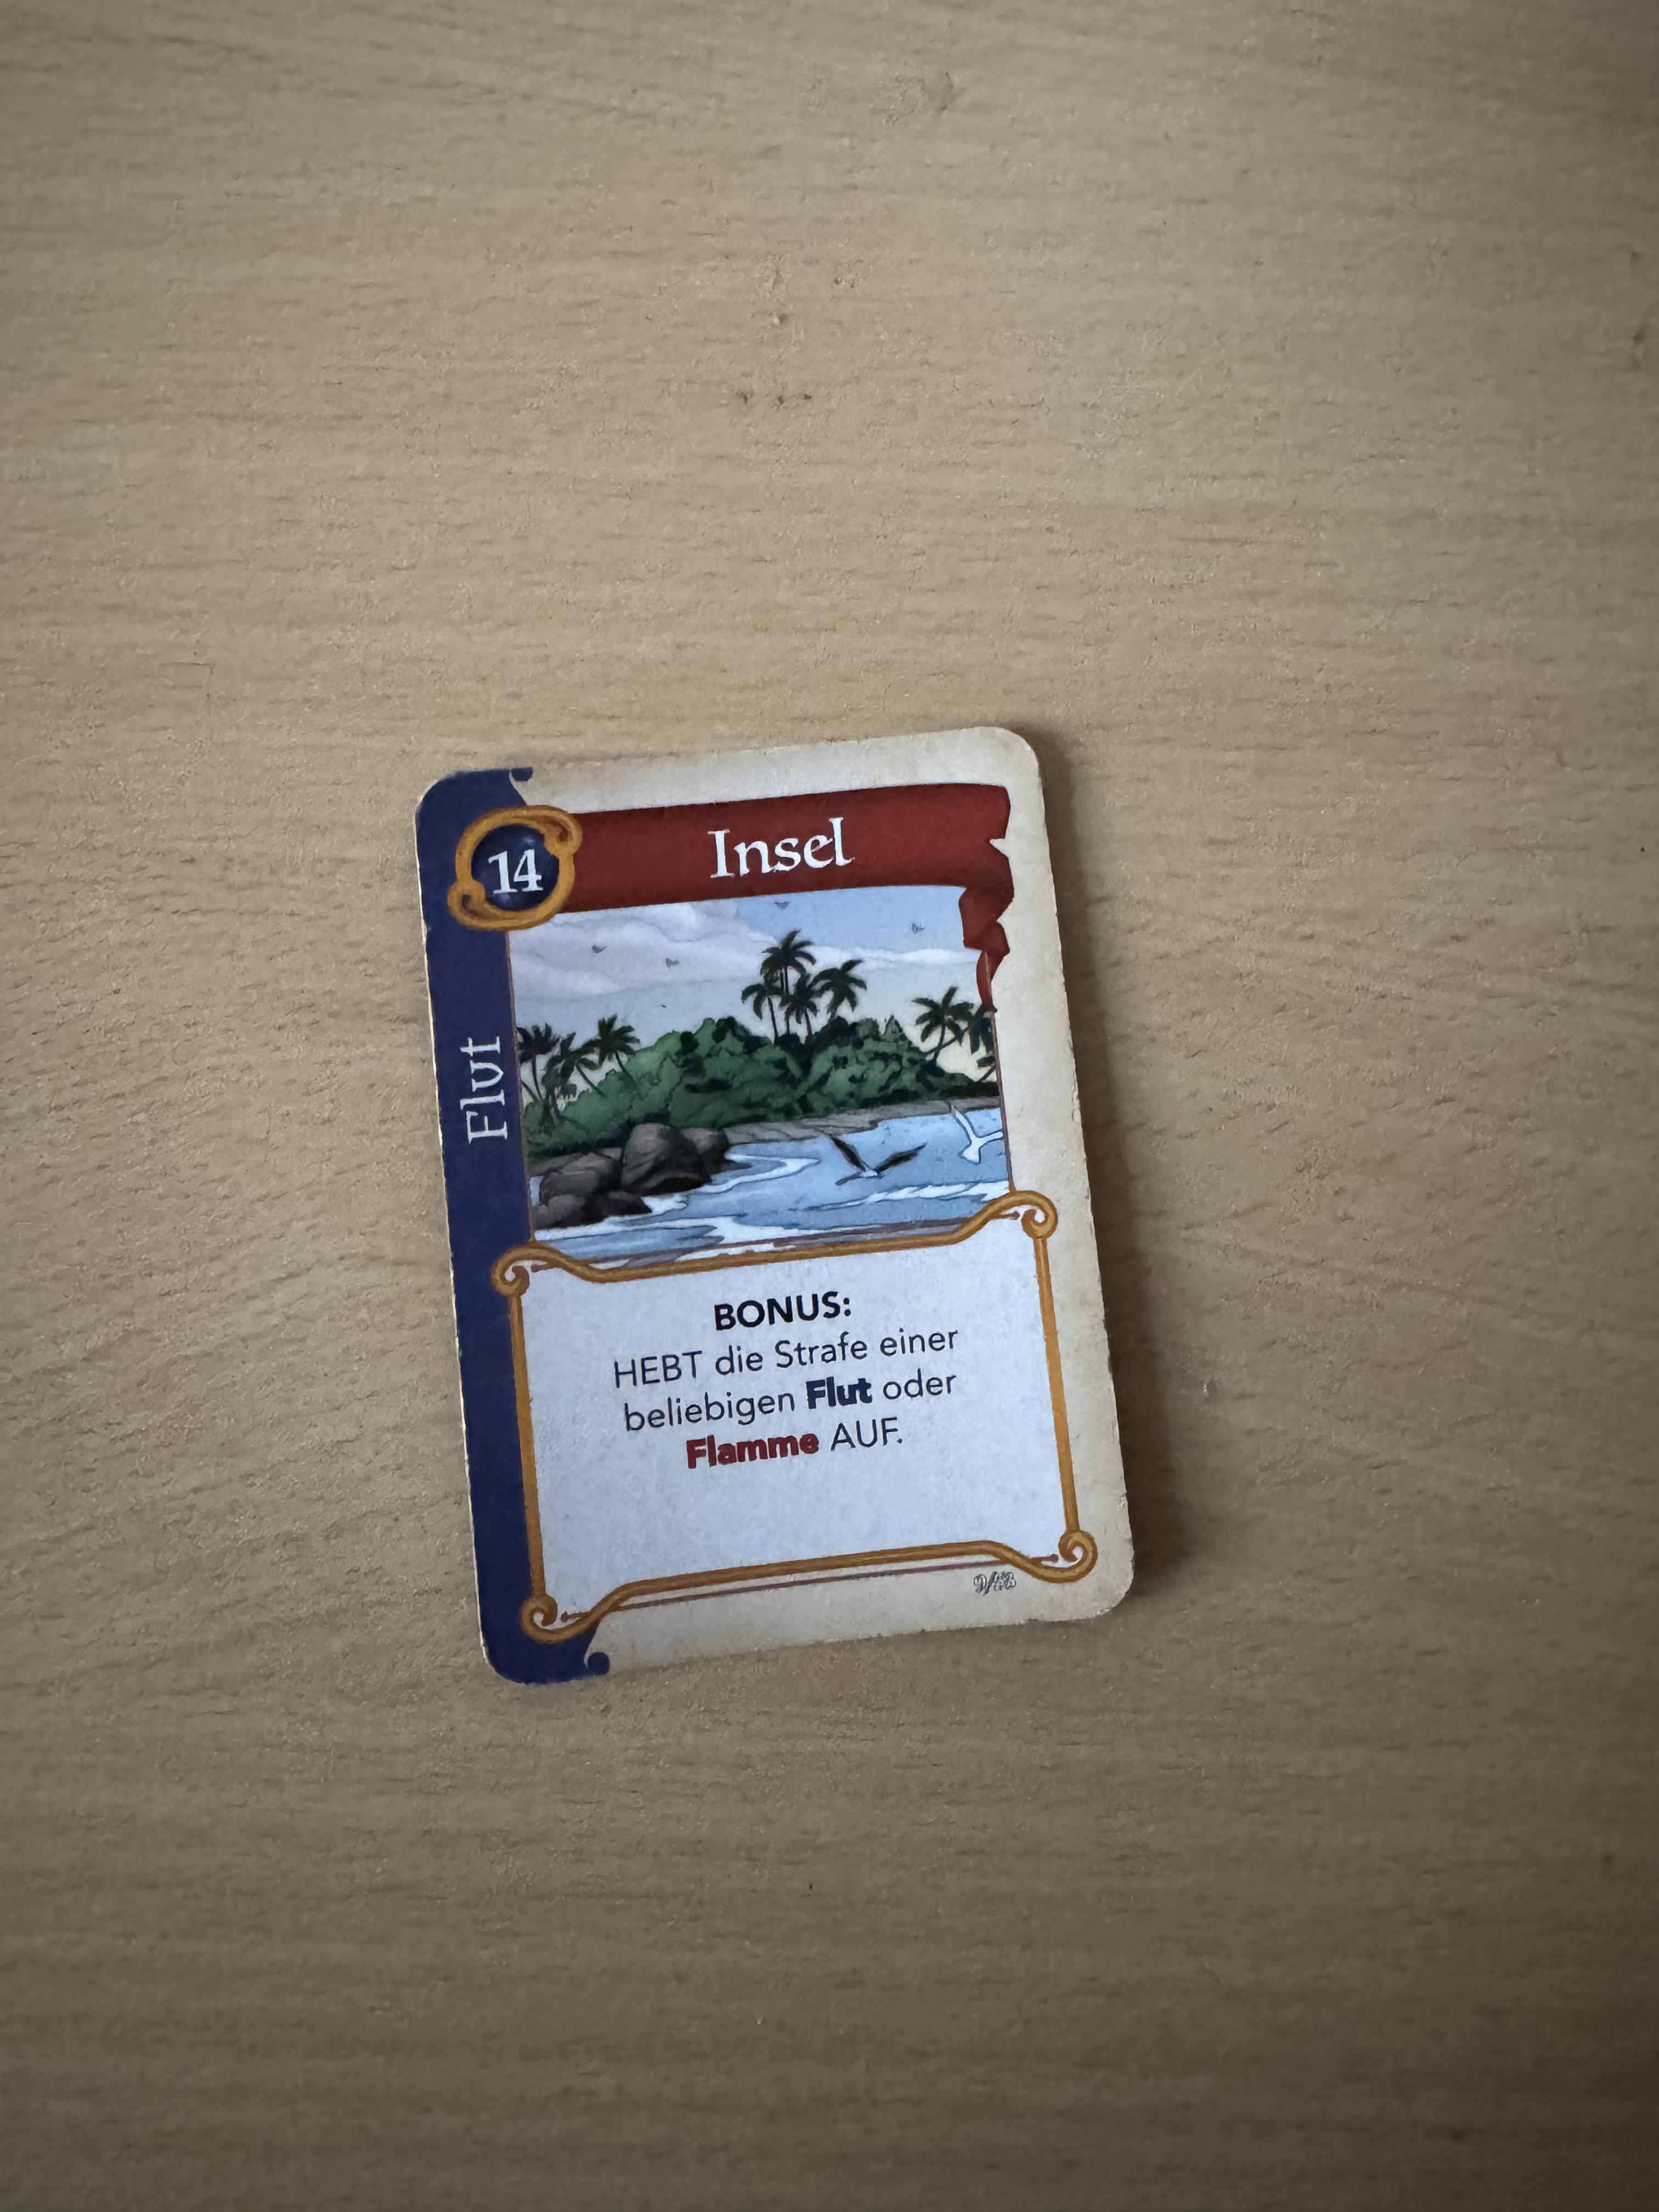 14
Insel
Flut
BONUS:
HEBT die Strafe einer
beliebigen Flut oder
Flamme AUF.